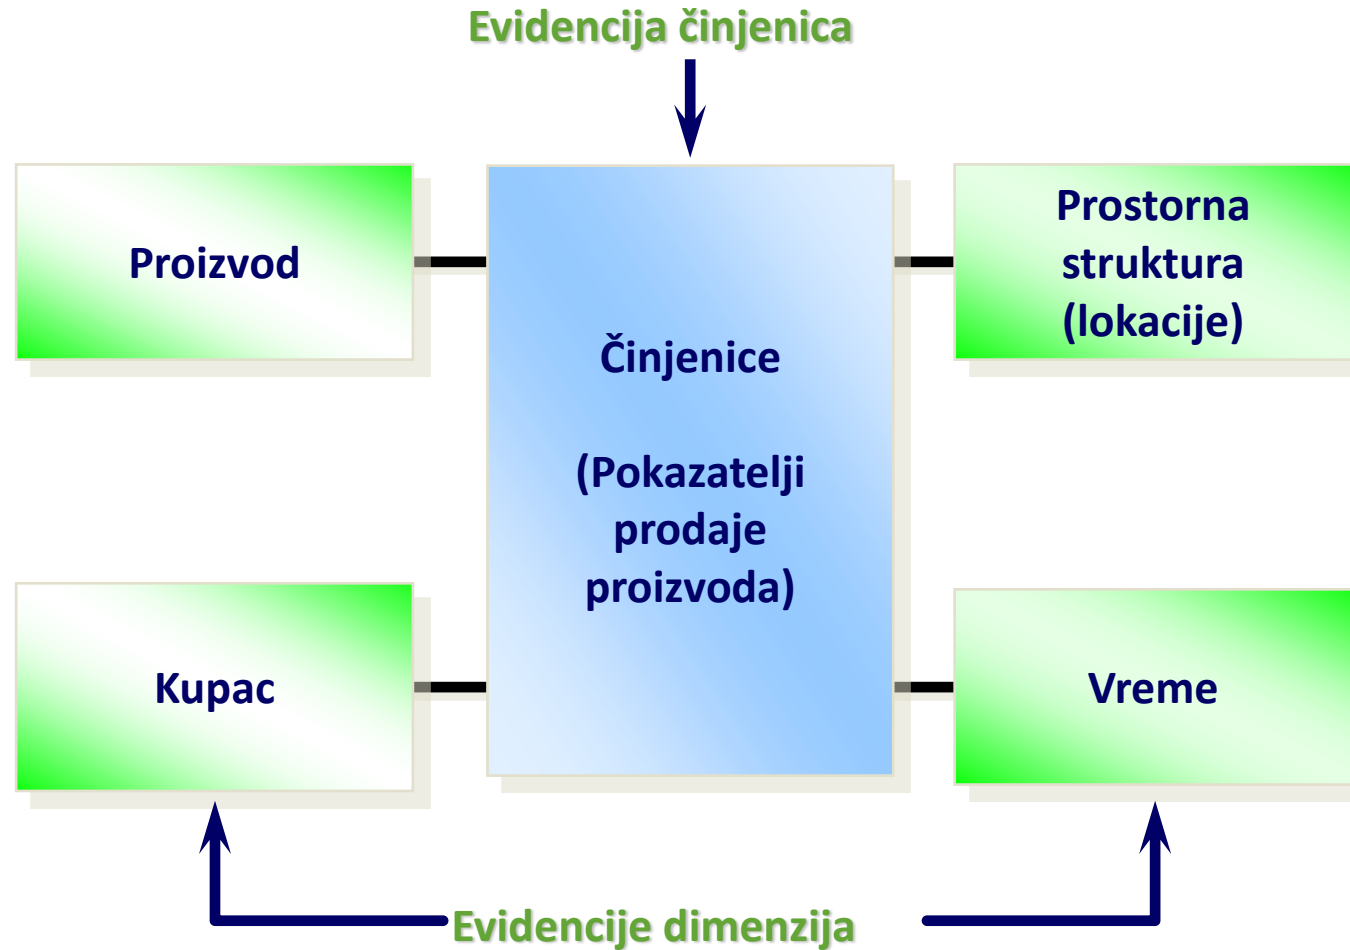 Evidencija činjenica
Proizvod
Činjenice
(Pokazatelji
prodaje
proizvoda)
Prostorna
struktura
(lokacije)
Kupac
Vreme
Evidencije dimenzija